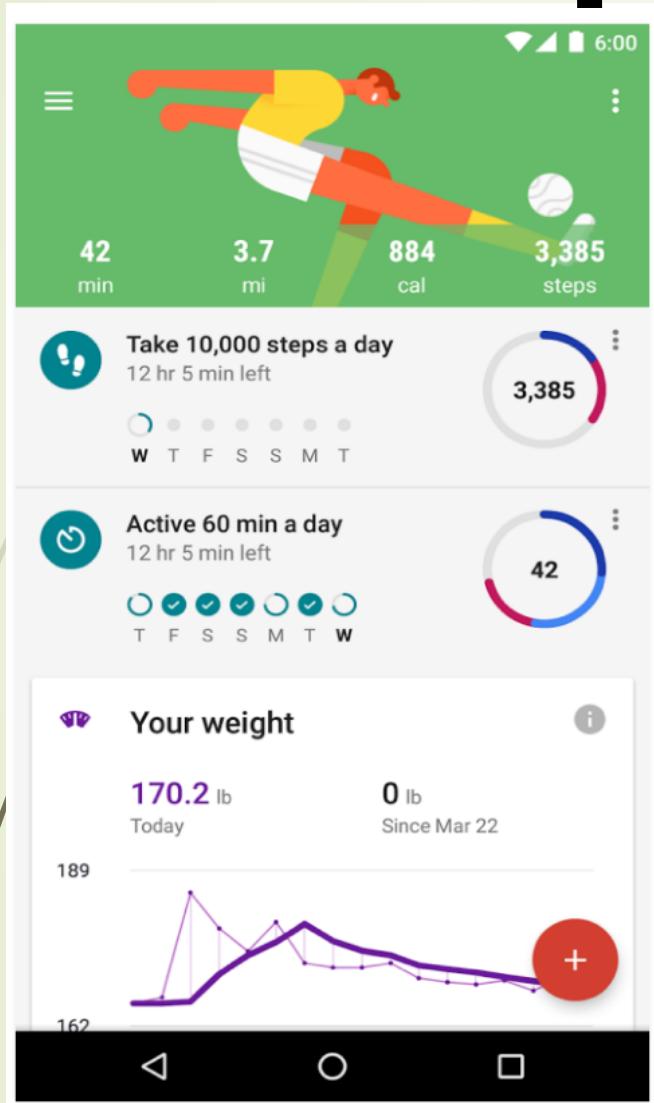 6:00
42 3.7 884 3,385
min mi cal steps
Take 10,000 steps a day
12 hr 5 min left
3,385
W T F S S M T
Active 60 min a day
12 hr 5 min left
42
T F S S M T W
Your weight
170.2 lb 0 lb
Today Since Mar 22
189
162